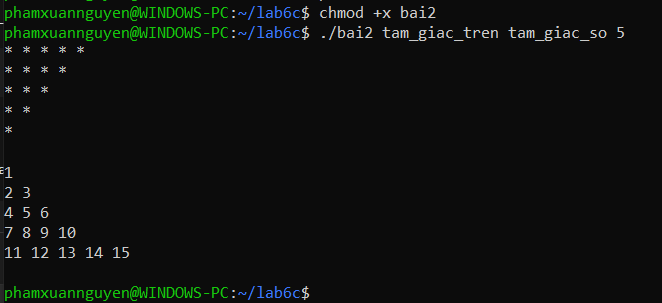 phamxuannguyen@WINDOWS-PC:~/lab6c$ chmod +x bai2
phamxuannguyen@WINDOWS-PC:~/lab6c$ ./bai2 tam_giac_tren tam_giac_so 5
* * * * *
* * * *
* * *
* *
*
1
2 3
4 5 6
7 8 9 10
11 12 13 14 15
phamxuannguyen@WINDOWS-PC:~/lab6c$